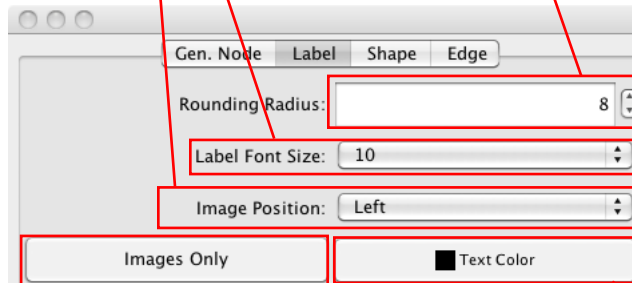 Gen. Node Label Shape Edge
Rounding Radius: 8
Label Font Size: 10
Image Position: Left
Images Only Text Color